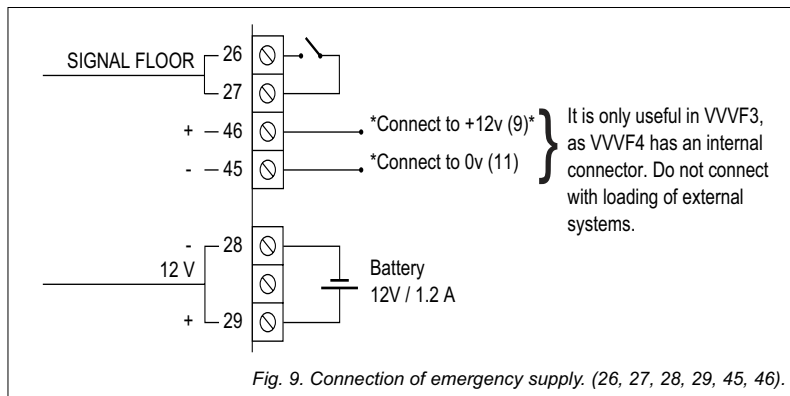 SIGNAL FLOOR
26
27
+ 46 *Connect to +12v (9)*
- 45 *Connect to 0v (11)
It is only useful in VVVF3,
as VVVF4 has an internal
connector. Do not connect
with loading of external
systems.
- 28
12 V
+ 29
Battery
12V / 1.2 A
Fig. 9. Connection of emergency supply. (26, 27, 28, 29, 45, 46).